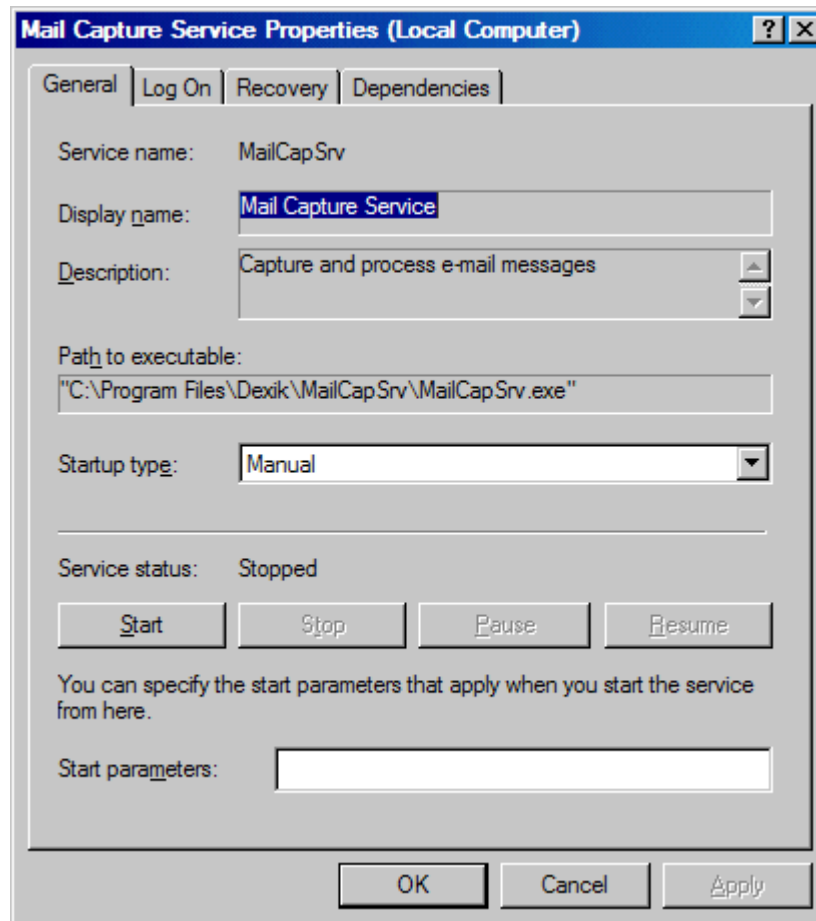 Mail Capture Service Properties (Local Computer)
General Log On Recovery Dependencies
Service name: MailCapSrv
Display name: Mail Capture Service
Description: Capture and process e-mail messages
Path to executable:
"C:\Program Files\Dexik\MailCapSrv\MailCapSrv.exe"
Startup type: Manual
Service status: Stopped
Start Stop Pause Resume
You can specify the start parameters that apply when you start the service
from here.
Start parameters:
OK Cancel Apply